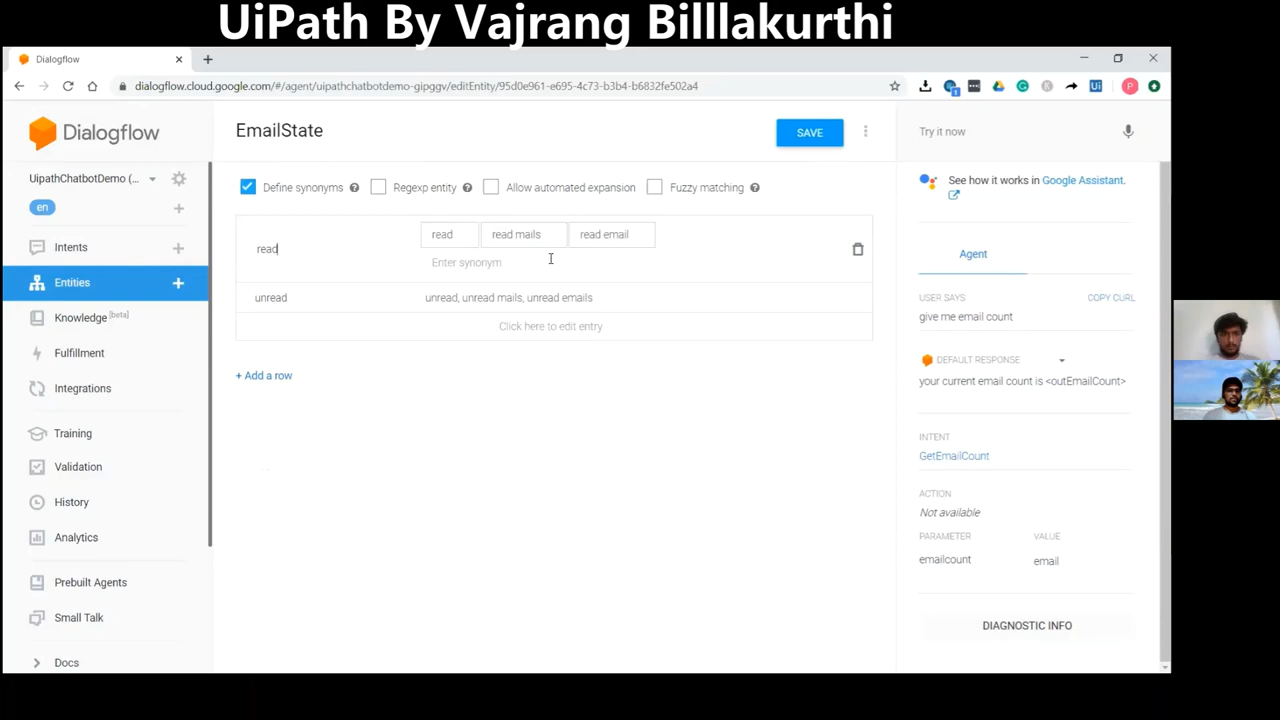 UiPath By Vajrang Billlakurthi
Dialogflow
dialogflow.cloud.google.com/#/agent/uipathchatbotdemo-gipggv/editEntity/95d0e961-e695-4c73-b3b4-b6832fe502a4
Dialogflow
UipathChatbotDemo (...
en
Intents
Entities
Knowledge [beta]
Fulfillment
Integrations
Training
Validation
History
Analytics
Prebuilt Agents
Small Talk
Docs
EmailState
SAVE
Define synonyms
Regexp entity
Allow automated expansion
Fuzzy matching
read
read
read mails
read email
Enter synonym
unread
unread, unread mails, unread emails
Click here to edit entry
+ Add a row
Try it now
See how it works in Google Assistant.
Agent
USER SAYS
COPY CURL
give me email count
DEFAULT RESPONSE
your current email count is <outEmailCount>
INTENT
GetEmailCount
ACTION
Not available
PARAMETER
VALUE
emailcount
email
DIAGNOSTIC INFO